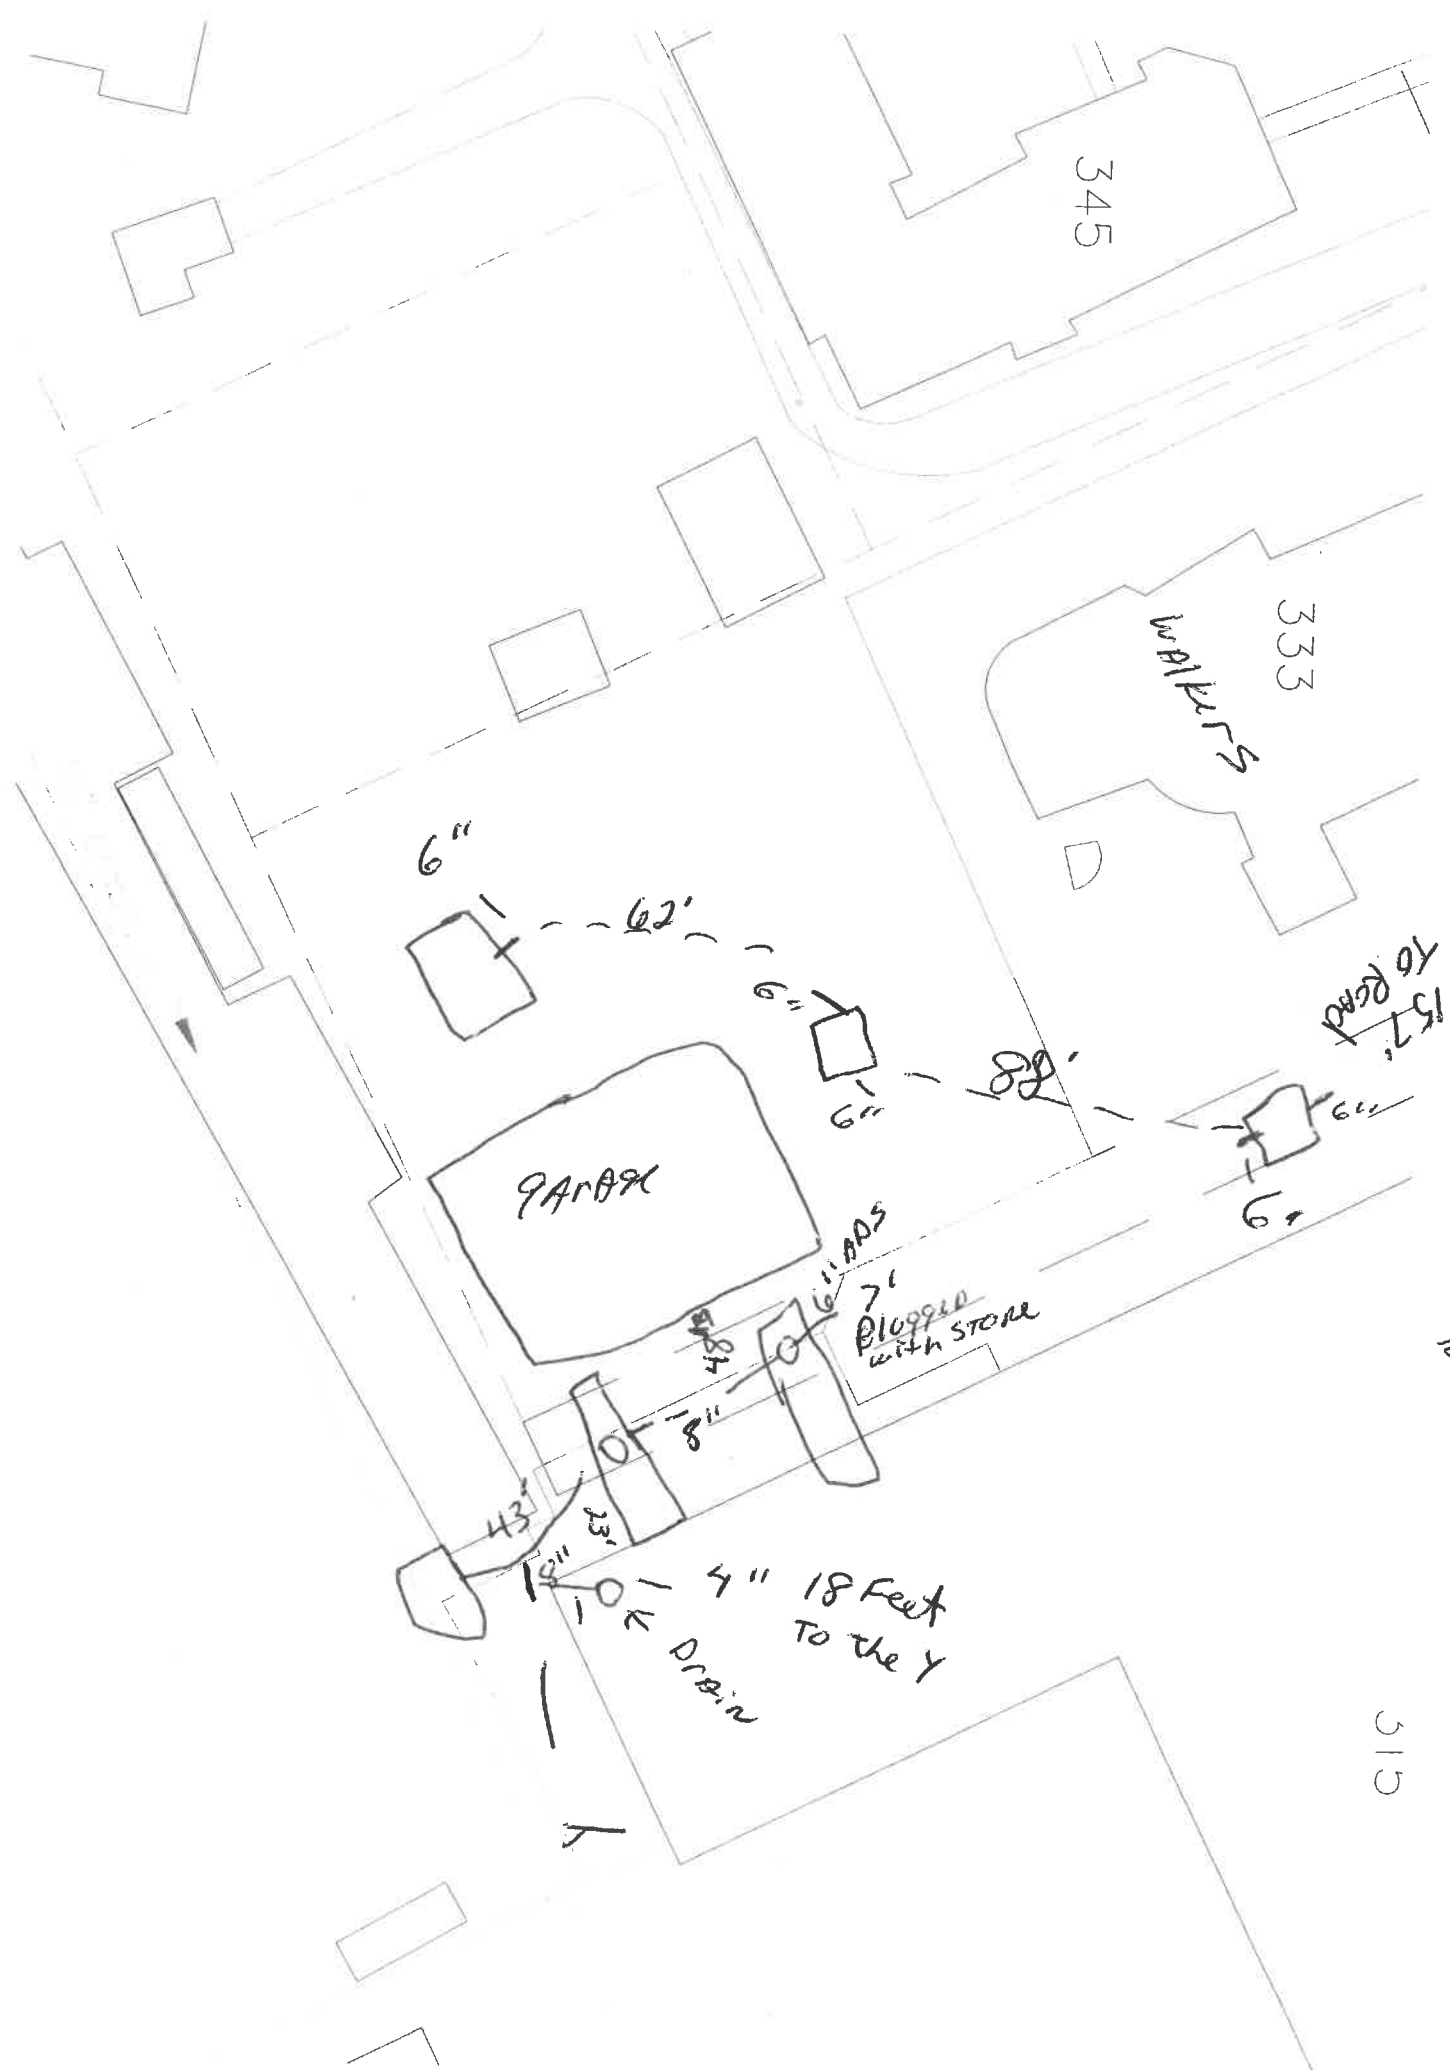 345
333
WAlkers
6"
62'
6"
6"
88'
157'
TO ROAD
6"
6"
gArAge
6" ADS
7'
Plugged
with STONE
8"
43'
23'
8"
4" 18 Feet
To the Y
Drain
Y
315